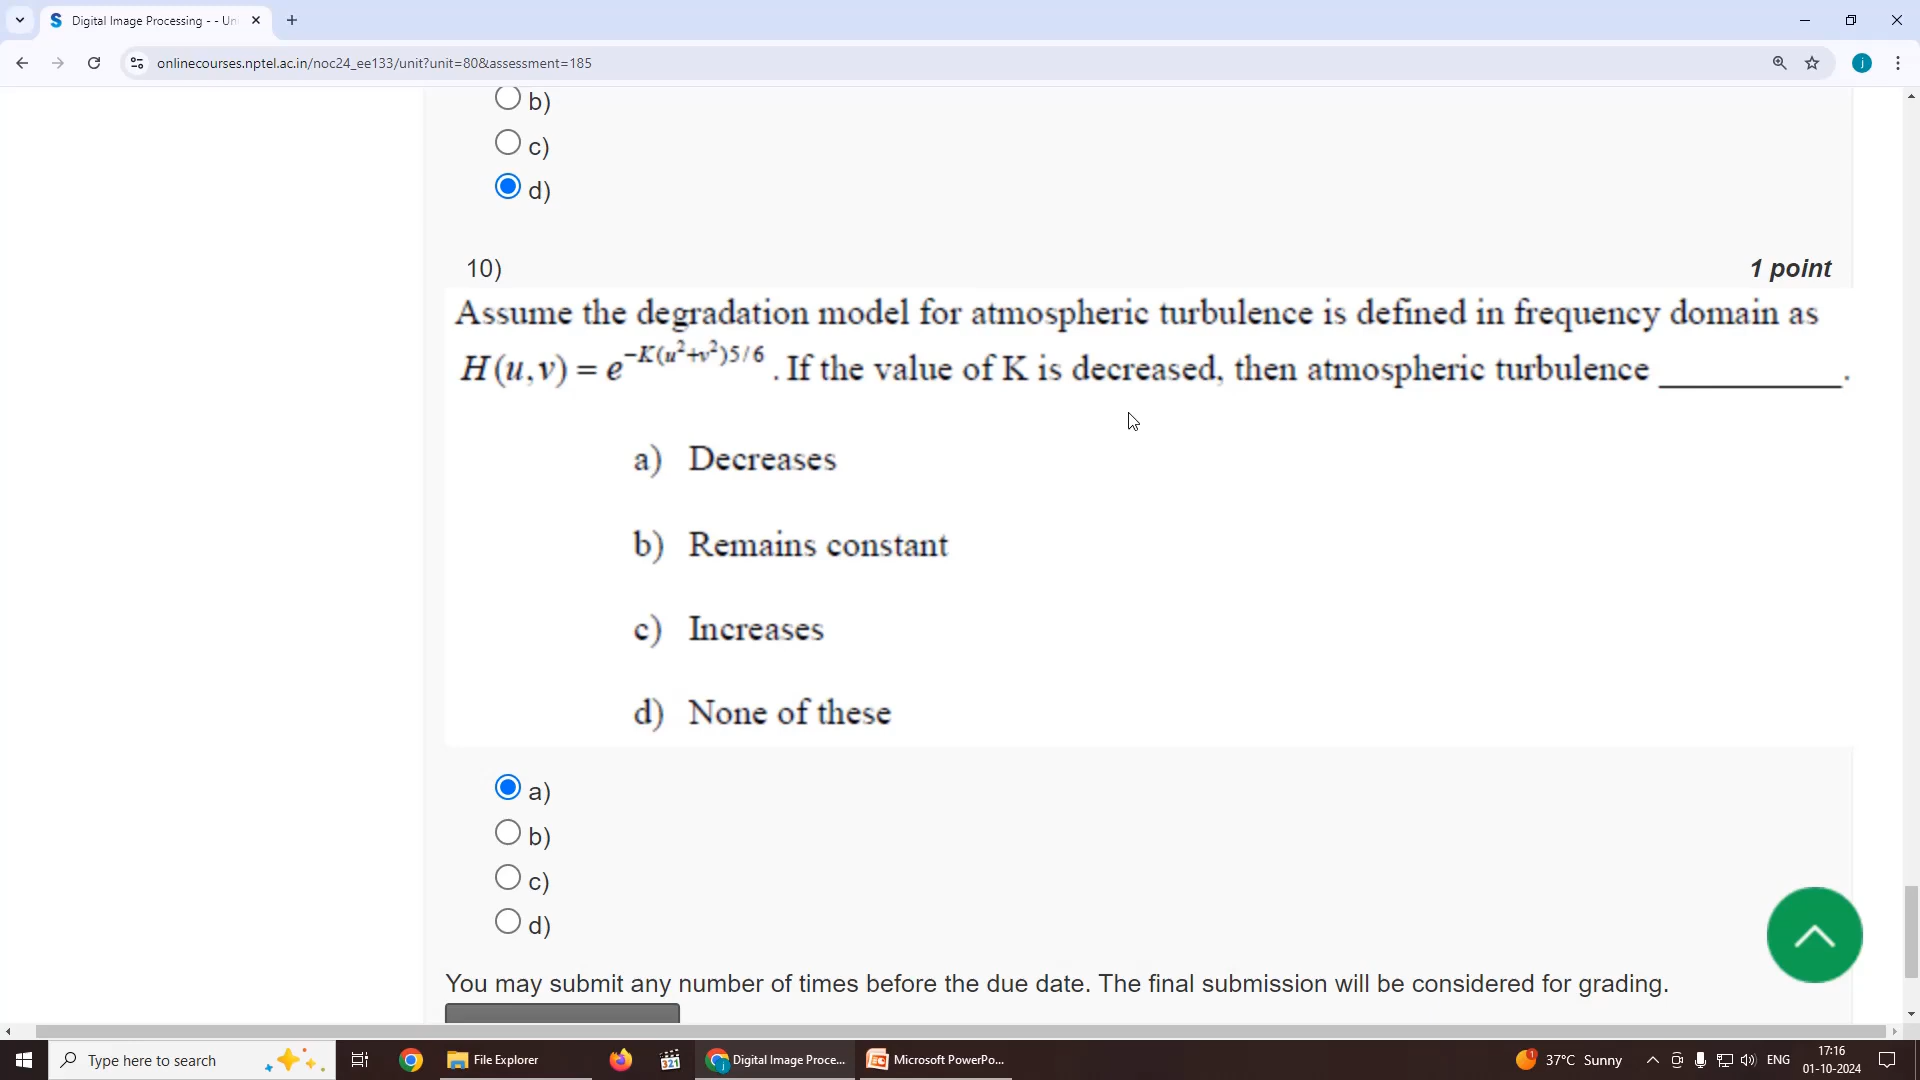 Digital Image Processing - - Un
onlinecourses.nptel.ac.in/noc24_ee133/unit?unit=80&assessment=185
j
b)
c)
d)
10)
1 point
Assume the degradation model for atmospheric turbulence is defined in frequency domain as
H(u,v) = e^{-K(u²+v²)5/6}. If the value of K is decreased, then atmospheric turbulence ___________.
a) Decreases
b) Remains constant
c) Increases
d) None of these
a)
b)
c)
d)
You may submit any number of times before the due date. The final submission will be considered for grading.
Type here to search
File Explorer
321
Digital Image Proce...
Microsoft PowerPo...
1
37°C Sunny
ENG
17:16
01-10-2024